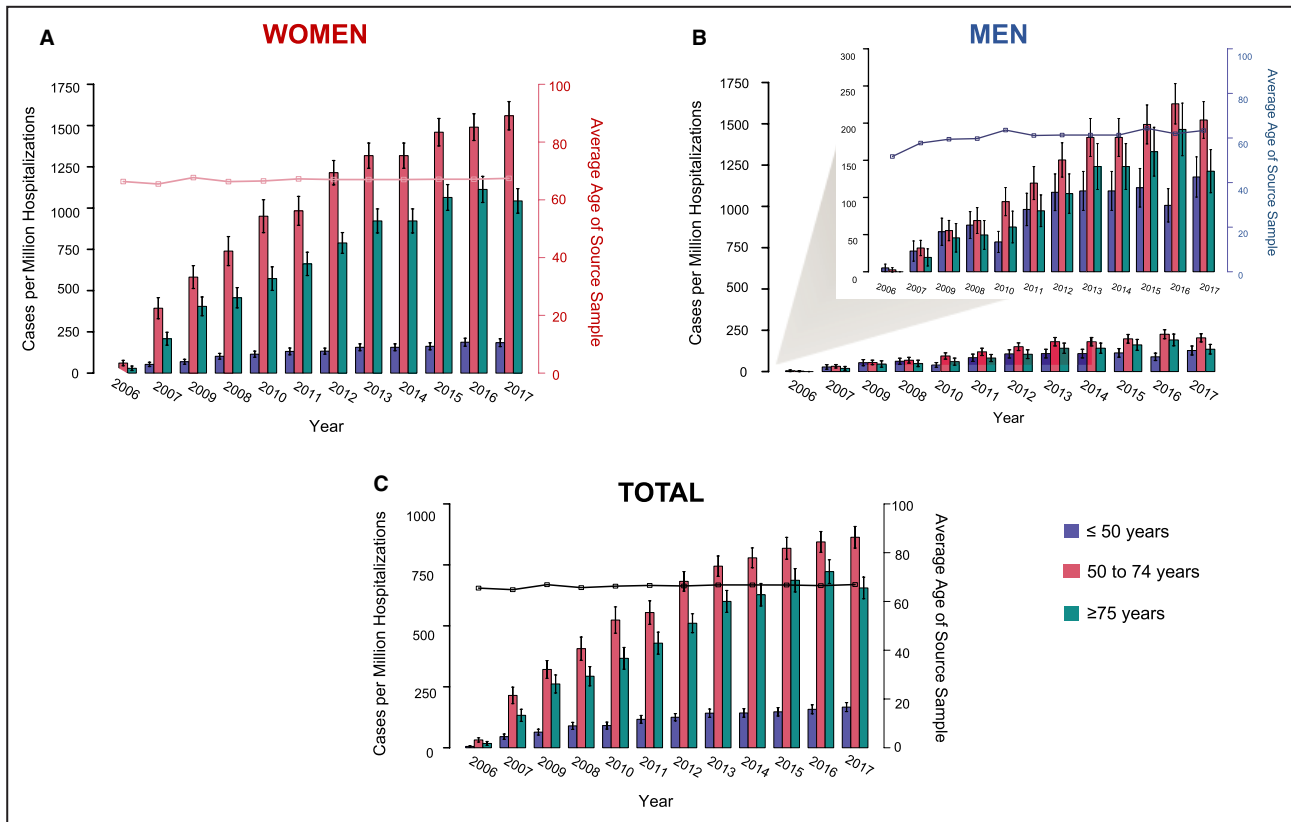 A
WOMEN
Cases per Million Hospitalizations
1750
1500
1250
1000
750
500
250
0
100
80
60
40
20
0
Average Age of Source Sample
2006 2007 2009 2008 2010 2011 2012 2013 2014 2015 2016 2017
Year
B
MEN
Cases per Million Hospitalizations
1750
1500
1250
1000
750
500
250
0
300
250
200
150
100
50
0
100
80
60
40
20
0
Average Age of Source Sample
2006 2007 2009 2008 2010 2011 2012 2013 2014 2015 2016 2017
2006 2007 2009 2008 2010 2011 2012 2013 2014 2015 2016 2017
Year
C
TOTAL
Cases per Million Hospitalizations
1000
750
500
250
0
100
80
60
40
20
0
Average Age of Source Sample
2006 2007 2009 2008 2010 2011 2012 2013 2014 2015 2016 2017
Year
≤ 50 years
50 to 74 years
≥75 years